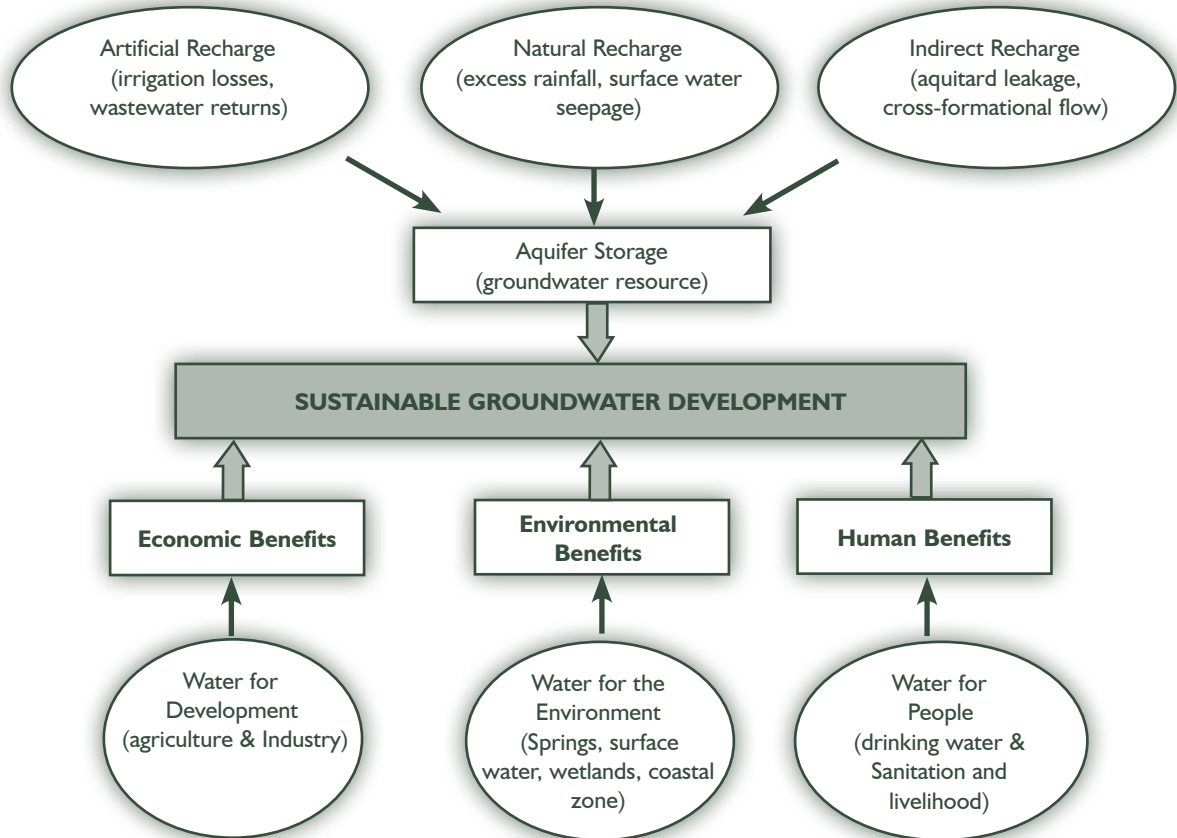 Artificial Recharge
(irrigation losses,
wastewater returns)
Natural Recharge
(excess rainfall, surface water
seepage)
Indirect Recharge
(aquitard leakage,
cross-formational flow)
Aquifer Storage
(groundwater resource)
SUSTAINABLE GROUNDWATER DEVELOPMENT
Economic Benefits
Environmental
Benefits
Human Benefits
Water for
Development
(agriculture & Industry)
Water for the
Environment
(Springs, surface
water, wetlands, coastal
zone)
Water for
People
(drinking water &
Sanitation and
livelihood)